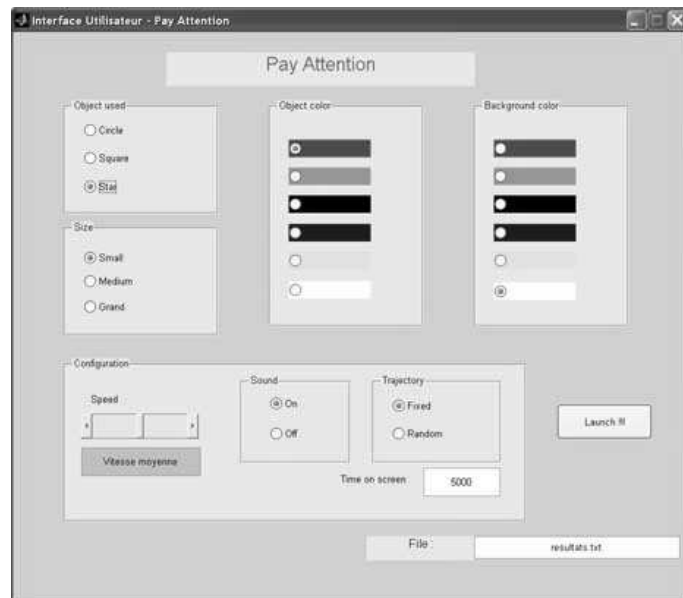 Interface Utilisateur - Pay Attention
Pay Attention
Object used
Circle
Square
Star
Size
Small
Medium
Grand
Object color
Background color
Configuration
Speed
Vitesse moyenne
Sound
On
Off
Trajectory
Fixed
Random
Time on screen
5000
Launch !!!
File :
resultats.txt